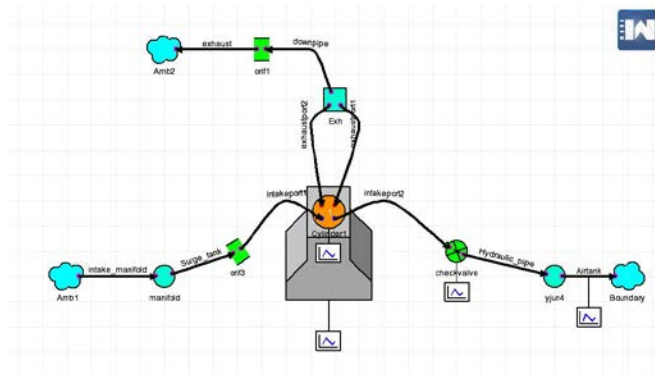 exhaust
downpipe
Amb2
orif1
Exh
exhaustport2
exhaustport1
intakeport1
intakeport2
1
Cylinder1
intake_manifold
Surge_tank
Amb1
manifold
orif3
checkvalve
Hydraulic_pipe
yjun4
Airtank
Boundary